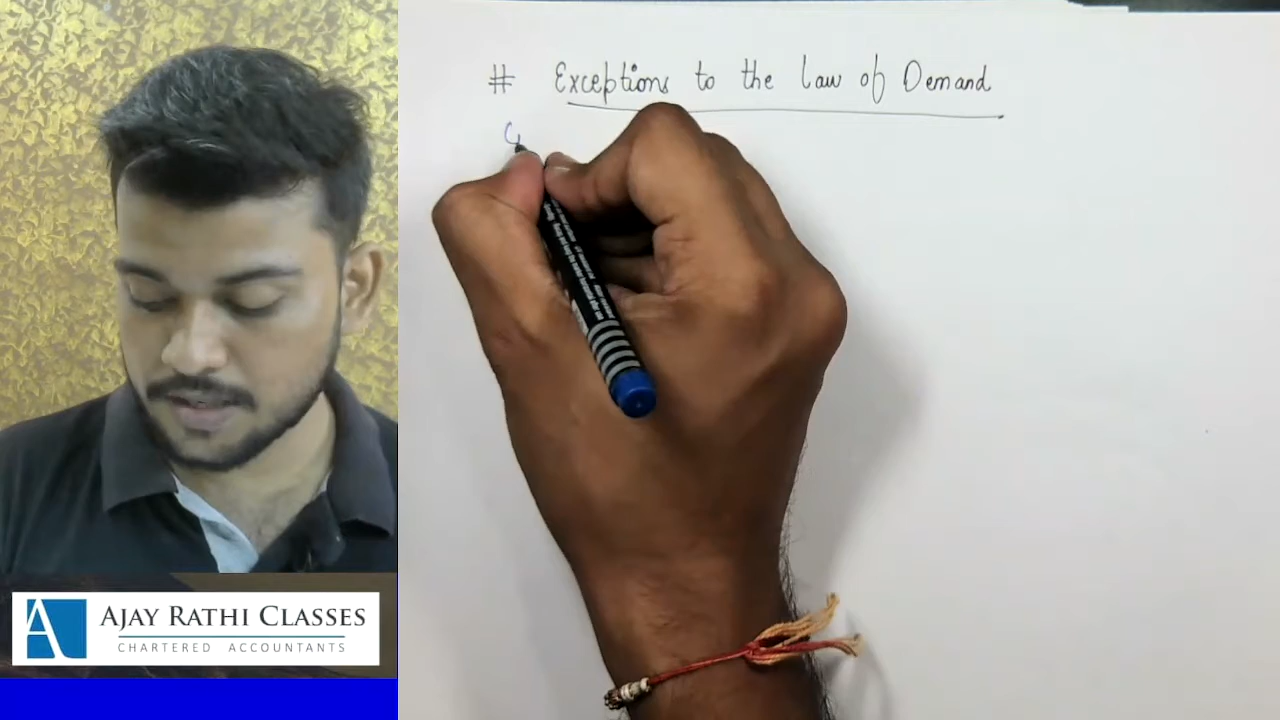 # Exceptions to the Law of Demand
AJAY RATHI CLASSES
CHARTERED ACCOUNTANTS